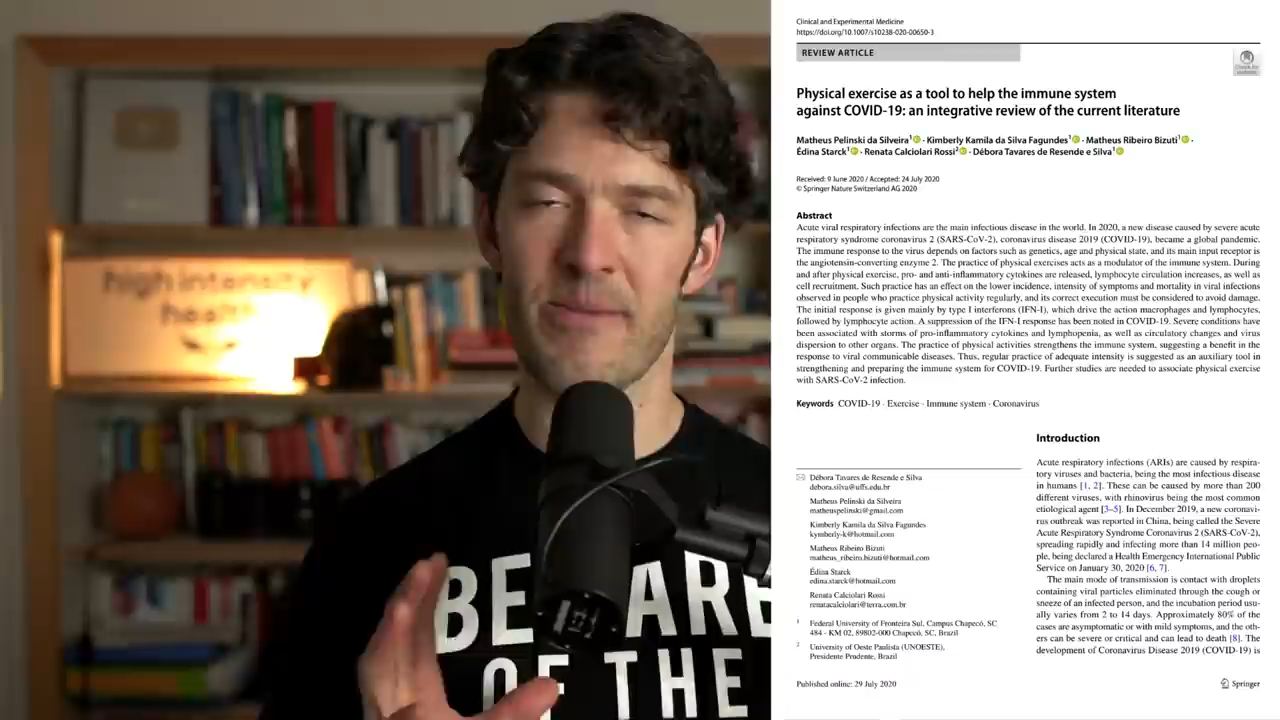 high intensity
health
BE ARE
OF THE
Clinical and Experimental Medicine
https://doi.org/10.1007/s10238-020-00650-3
REVIEW ARTICLE
Check for
updates
Physical exercise as a tool to help the immune system
against COVID-19: an integrative review of the current literature
Matheus Pelinski da Silveira1 · Kimberly Kamila da Silva Fagundes1 · Matheus Ribeiro Bizuti1 ·
Édina Starck1 · Renata Calciolari Rossi2 · Débora Tavares de Resende e Silva1
Received: 9 June 2020 / Accepted: 24 July 2020
© Springer Nature Switzerland AG 2020
Abstract
Acute viral respiratory infections are the main infectious disease in the world. In 2020, a new disease caused by severe acute
respiratory syndrome coronavirus 2 (SARS-CoV-2), coronavirus disease 2019 (COVID-19), became a global pandemic.
The immune response to the virus depends on factors such as genetics, age and physical state, and its main input receptor is
the angiotensin-converting enzyme 2. The practice of physical exercises acts as a modulator of the immune system. During
and after physical exercise, pro- and anti-inflammatory cytokines are released, lymphocyte circulation increases, as well as
cell recruitment. Such practice has an effect on the lower incidence, intensity of symptoms and mortality in viral infections
observed in people who practice physical activity regularly, and its correct execution must be considered to avoid damage.
The initial response is given mainly by type I interferons (IFN-I), which drive the action macrophages and lymphocytes,
followed by lymphocyte action. A suppression of the IFN-I response has been noted in COVID-19. Severe conditions have
been associated with storms of pro-inflammatory cytokines and lymphopenia, as well as circulatory changes and virus
dispersion to other organs. The practice of physical activities strengthens the immune system, suggesting a benefit in the
response to viral communicable diseases. Thus, regular practice of adequate intensity is suggested as an auxiliary tool in
strengthening and preparing the immune system for COVID-19. Further studies are needed to associate physical exercise
with SARS-CoV-2 infection.
Keywords COVID-19 · Exercise · Immune system · Coronavirus
Débora Tavares de Resende e Silva
debora.silva@uffs.edu.br
Matheus Pelinski da Silveira
matheuspelinski@gmail.com
Kimberly Kamila da Silva Fagundes
kymberly-k@hotmail.com
Matheus Ribeiro Bizuti
matheus_ribeiro.bizuti@hotmail.com
Édina Starck
edina.starck@hotmail.com
Renata Calciolari Rossi
renatacalciolari@terra.com.br
1 Federal University of Fronteira Sul, Campus Chapecó, SC
484 - KM 02, 89802-000 Chapecó, SC, Brazil
2 University of Oeste Paulista (UNOESTE),
Presidente Prudente, Brazil
Introduction
Acute respiratory infections (ARIs) are caused by respira-
tory viruses and bacteria, being the most infectious disease
in humans [1, 2]. These can be caused by more than 200
different viruses, with rhinovirus being the most common
etiological agent [3–5]. In December 2019, a new coronavi-
rus outbreak was reported in China, being called the Severe
Acute Respiratory Syndrome Coronavirus 2 (SARS-CoV-2),
spreading rapidly and infecting more than 14 million peo-
ple, being declared a Health Emergency International Public
Service on January 30, 2020 [6, 7].
The main mode of transmission is contact with droplets
containing viral particles eliminated through the cough or
sneeze of an infected person, and the incubation period usu-
ally varies from 2 to 14 days. Approximately 80% of the
cases are asymptomatic or with mild symptoms, and the oth-
ers can be severe or critical and can lead to death [8]. The
development of Coronavirus Disease 2019 (COVID-19) is
Published online: 29 July 2020
Springer